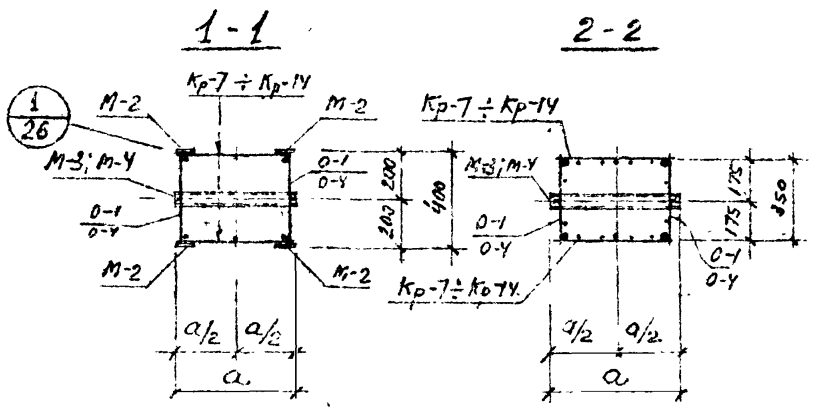 1-1
2-2
Кр-7 ÷ Кр-14
М-2
М-2
1
26
М-3; М-4
О-1
О-4
О-1
О-4
М-2
М-2
200
200
400
a/2
a/2
a
Кр-7 ÷ Кр-14
М-3; М-4
О-1
О-4
О-1
О-4
Кр-7 ÷ Кр-14
175
175
350
a/2
a/2
a